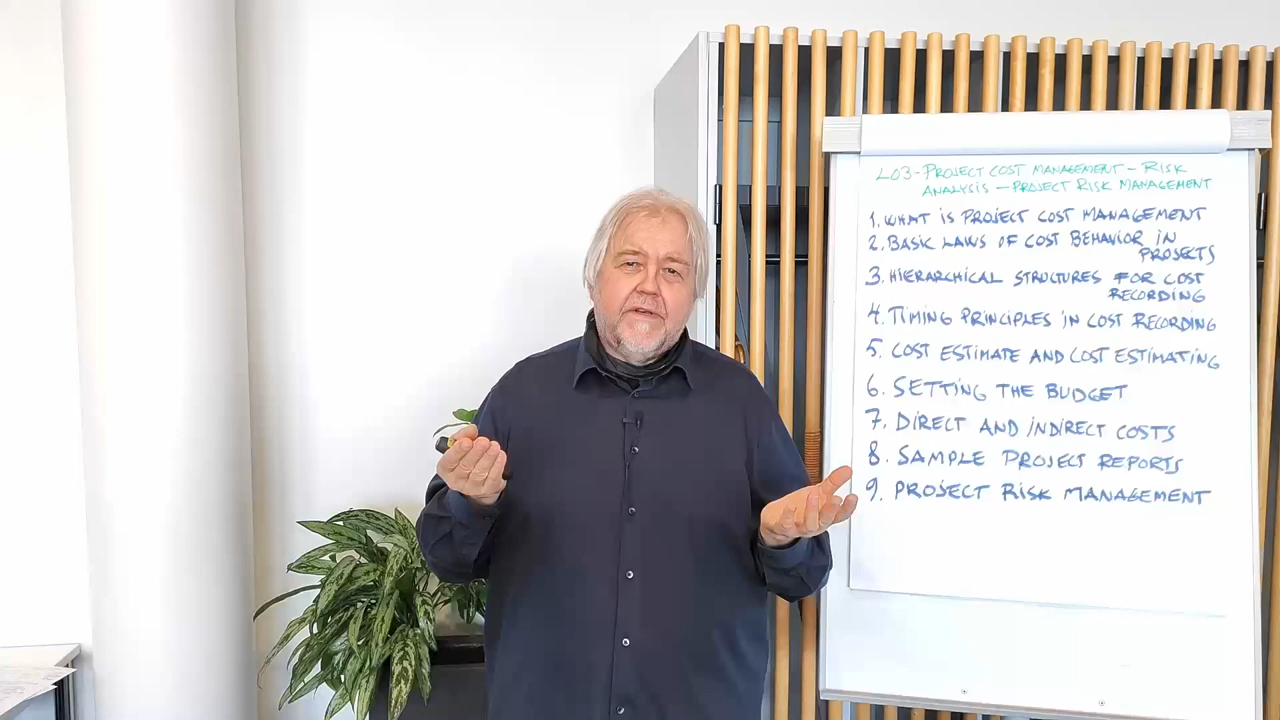 L03-PROJECT COST MANAGEMENT - RISK
ANALYSIS - PROJECT RISK MANAGEMENT
1. WHAT IS PROJECT COST MANAGEMENT
2. BASIC LAWS OF COST BEHAVIOR IN
PROJECTS
3. HIERARCHICAL STRUCTURES FOR COST
RECORDING
4. TIMING PRINCIPLES IN COST RECORDING
5. COST ESTIMATE AND COST ESTIMATING
6. SETTING THE BUDGET
7. DIRECT AND INDIRECT COSTS
8. SAMPLE PROJECT REPORTS
9. PROJECT RISK MANAGEMENT